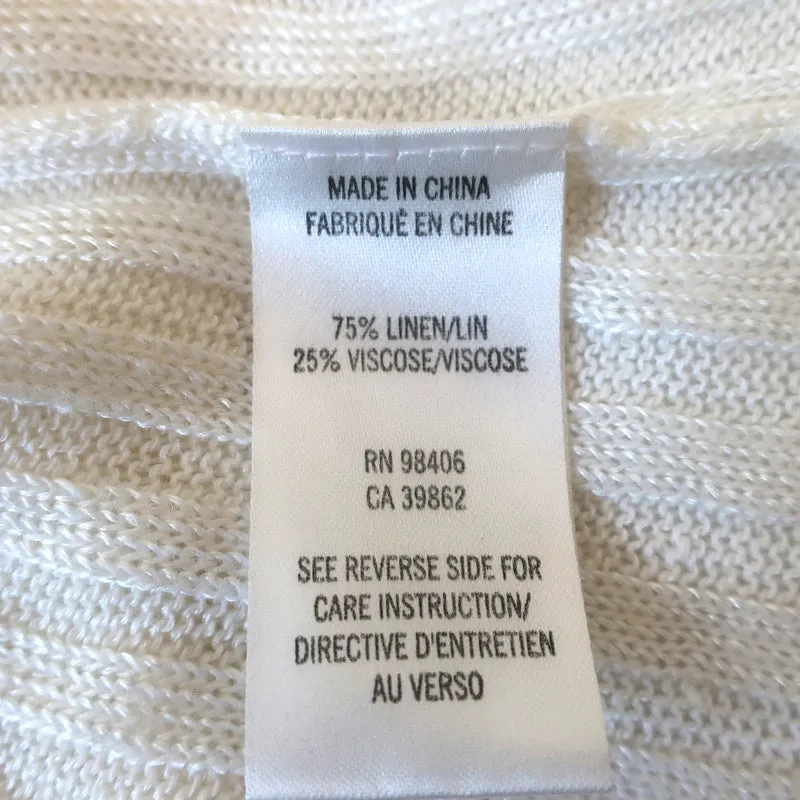 MADE IN CHINA
FABRIQUÉ EN CHINE
75% LINEN/LIN
25% VISCOSE/VISCOSE
RN 98406
CA 39862
SEE REVERSE SIDE FOR
CARE INSTRUCTION/
DIRECTIVE D'ENTRETIEN
AU VERSO